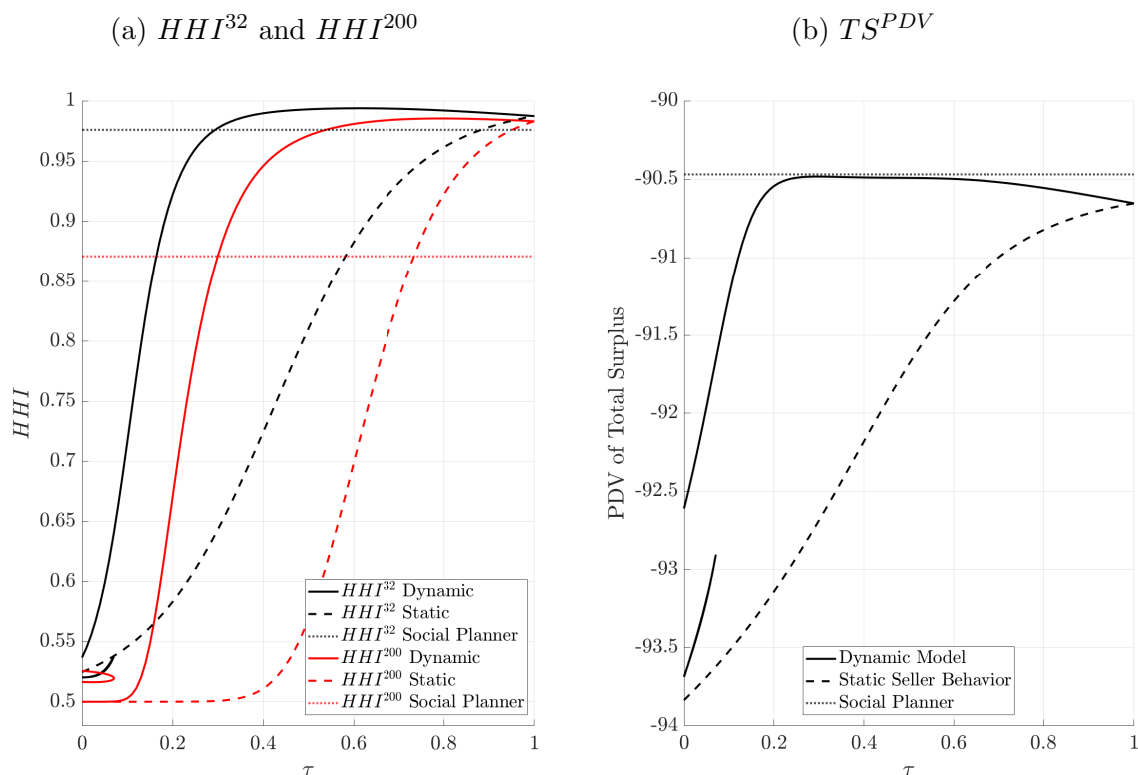 (a) HHI^32 and HHI^200
1
0.95
0.9
0.85
0.8
0.75
0.7
0.65
0.6
0.55
0.5
HHI
0 0.2 0.4 0.6 0.8 1
τ
HHI^32 Dynamic
HHI^32 Static
HHI^32 Social Planner
HHI^200 Dynamic
HHI^200 Static
HHI^200 Social Planner
(b) TS^PDV
-90
-90.5
-91
-91.5
-92
-92.5
-93
-93.5
-94
PDV of Total Surplus
0 0.2 0.4 0.6 0.8 1
τ
Dynamic Model
Static Seller Behavior
Social Planner